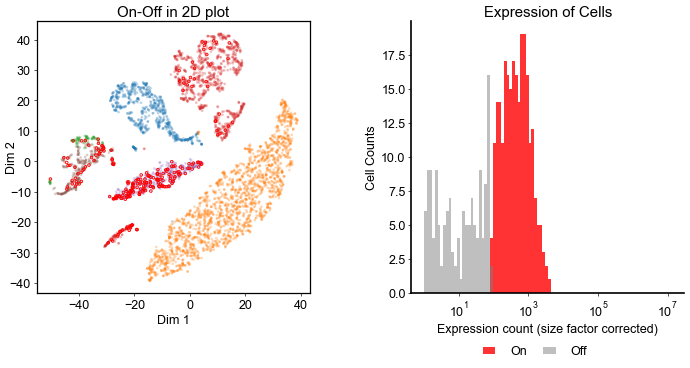 On-Off in 2D plot
Dim 2
40
30
20
10
0
−10
−20
−30
−40
−40 −20 0 20 40
Dim 1
Expression of Cells
Cell Counts
17.5
15.0
12.5
10.0
7.5
5.0
2.5
0.0
10^1 10^3 10^5 10^7
Expression count (size factor corrected)
On Off